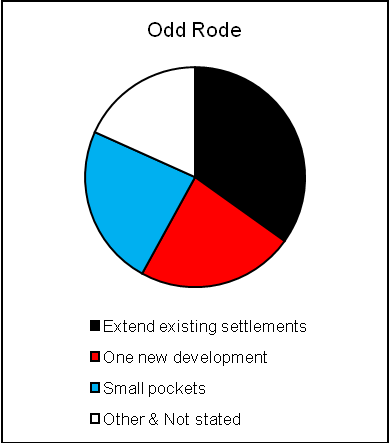 Odd Rode
Extend existing settlements
One new development
Small pockets
Other & Not stated